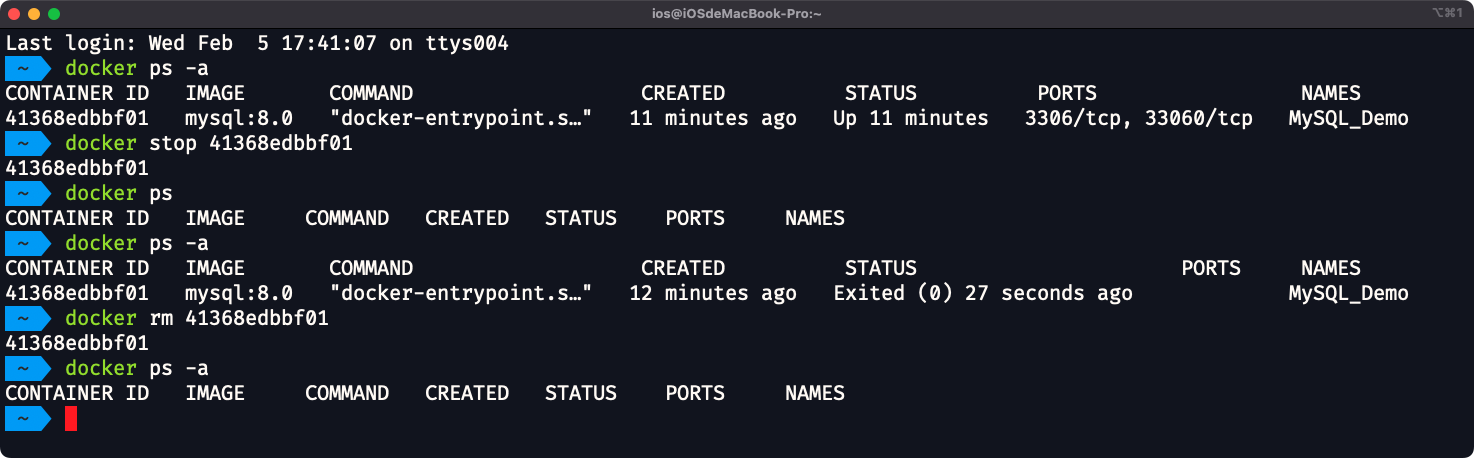 ios@iOSdeMacBook-Pro:~
⌥⌘1
Last login: Wed Feb  5 17:41:07 on ttys004
~ docker ps -a
CONTAINER ID   IMAGE       COMMAND                   CREATED          STATUS          PORTS                 NAMES
41368edbbf01   mysql:8.0   "docker-entrypoint.s…"   11 minutes ago   Up 11 minutes   3306/tcp, 33060/tcp   MySQL_Demo
~ docker stop 41368edbbf01
41368edbbf01
~ docker ps
CONTAINER ID   IMAGE     COMMAND   CREATED   STATUS    PORTS     NAMES
~ docker ps -a
CONTAINER ID   IMAGE       COMMAND                   CREATED          STATUS                      PORTS     NAMES
41368edbbf01   mysql:8.0   "docker-entrypoint.s…"   12 minutes ago   Exited (0) 27 seconds ago             MySQL_Demo
~ docker rm 41368edbbf01
41368edbbf01
~ docker ps -a
CONTAINER ID   IMAGE     COMMAND   CREATED   STATUS    PORTS     NAMES
~